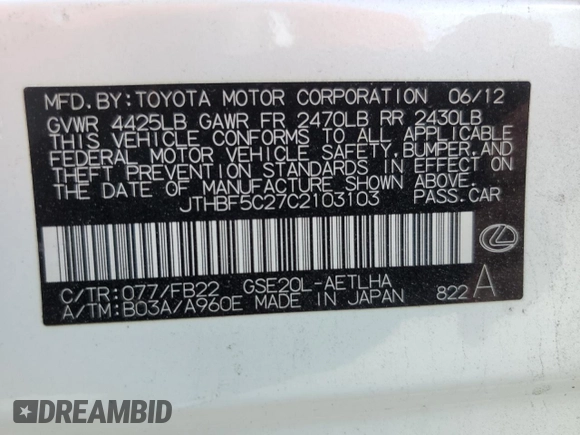 MFD.BY:TOYOTA MOTOR CORPORATION 06/12
GVWR 4425LB GAWR FR 2470LB RR 2430LB
THIS VEHICLE CONFORMS TO ALL APPLICABLE
FEDERAL MOTOR VEHICLE SAFETY,BUMPER,AND
THEFT PREVENTION STANDARDS IN EFFECT ON
THE DATE OF MANUFACTURE SHOWN ABOVE.
JTHBF5C27C2103103 PASS.CAR
C/TR:077/FB22 GSE20L-AETLHA
A/TM:B03A/A960E MADE IN JAPAN 822 A
DREAMBID